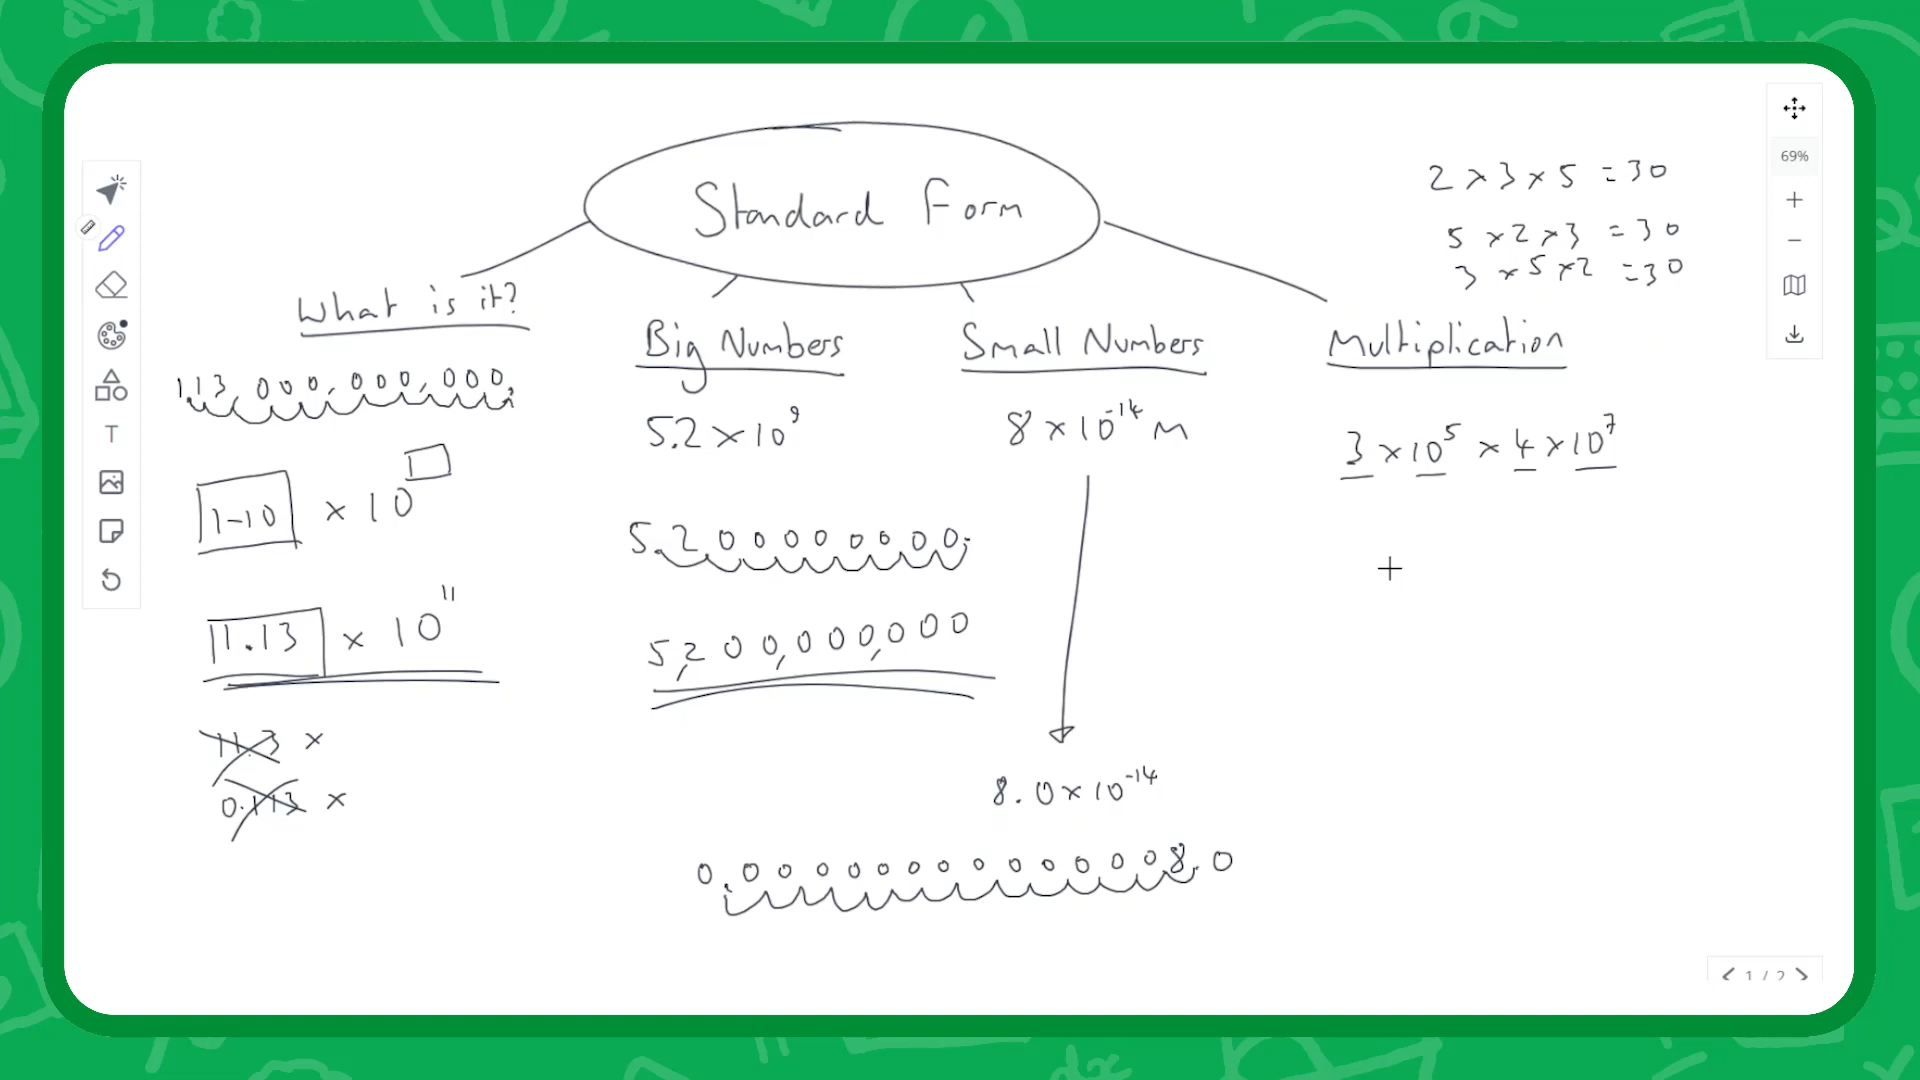 Standard Form
2 × 3 × 5 = 30
5 × 2 × 3 = 30
3 × 5 × 2 = 30
69%
What is it?
113,000,000,000.
1-10 × 10
11.13 × 10¹¹
11.3 ×
0.113 ×
Big Numbers
5.2 × 10⁹
5.200000000.
5,200,000,000
Small Numbers
8 × 10⁻¹⁴ m
8.0 × 10⁻¹⁴
0.00000000000008.0
Multiplication
3 × 10⁵ × 4 × 10⁷
T
1 / 2